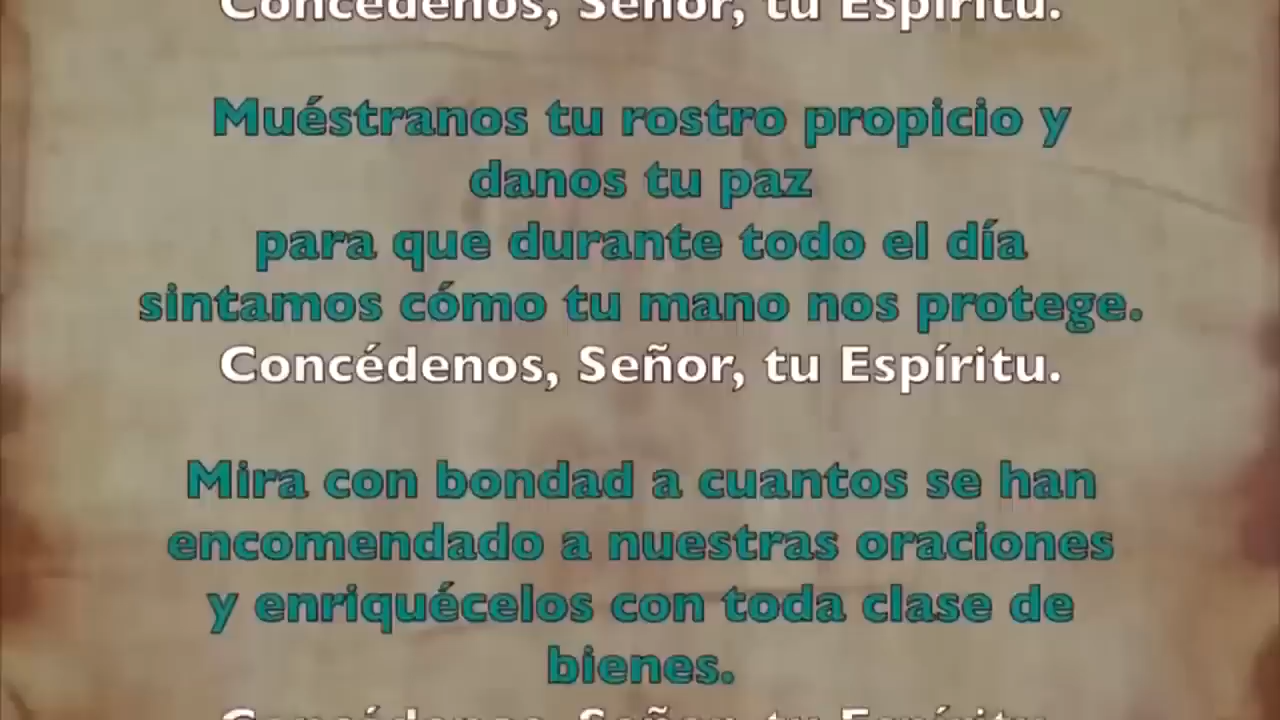 Concédenos, Señor, tu Espíritu.
Muéstranos tu rostro propicio y
danos tu paz
para que durante todo el día
sintamos cómo tu mano nos protege.
Concédenos, Señor, tu Espíritu.
Mira con bondad a cuantos se han
encomendado a nuestras oraciones
y enriquécelos con toda clase de
bienes.
Concédenos, Señor, tu Espíritu.